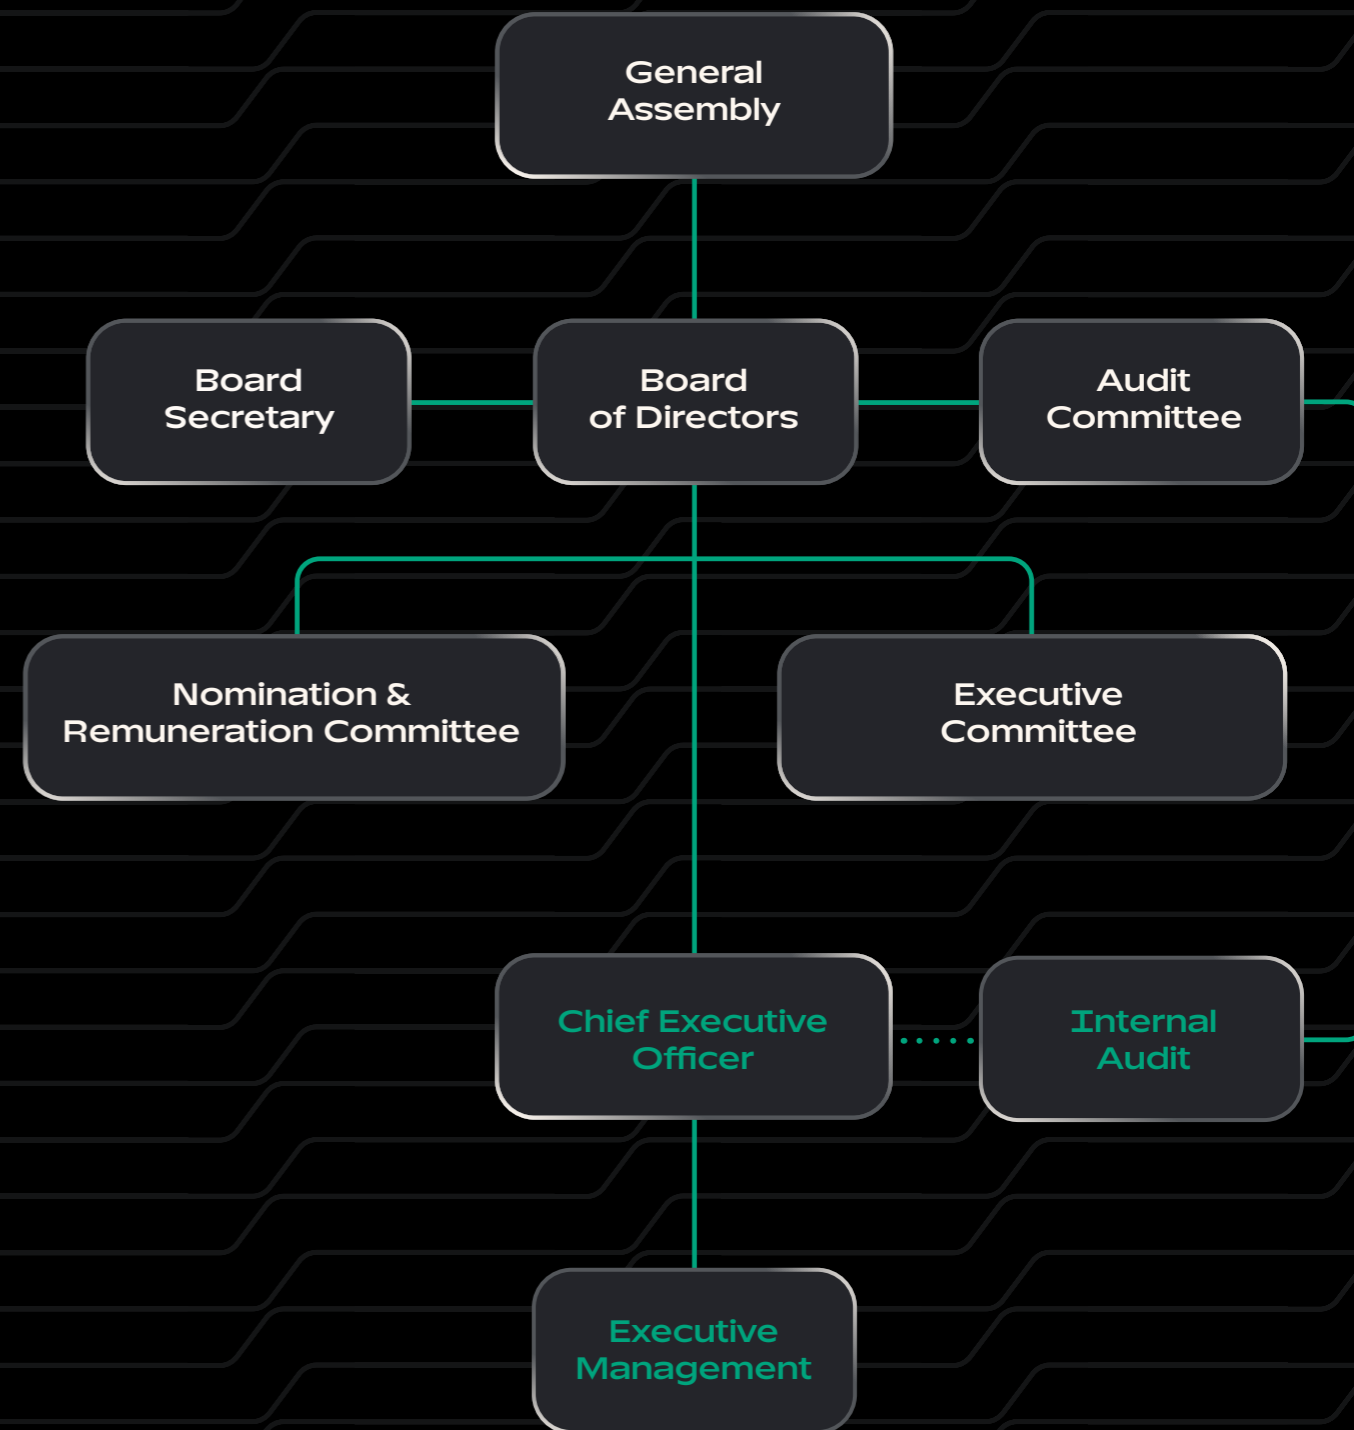 General
Assembly
Board
Secretary
Board
of Directors
Audit
Committee
Nomination &
Remuneration Committee
Executive
Committee
Chief Executive
Officer
Internal
Audit
Executive
Management